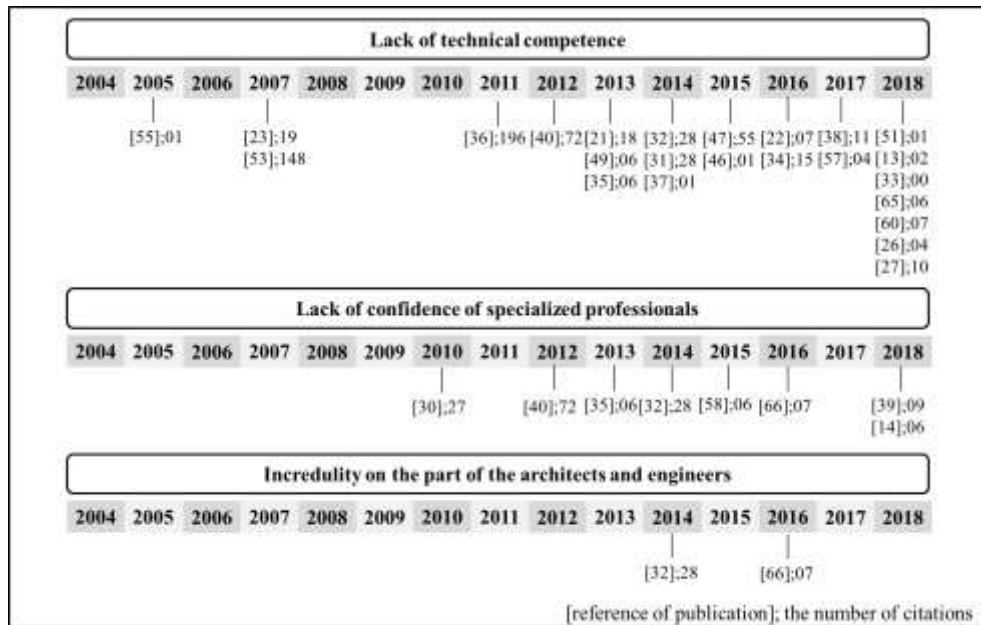 Lack of technical competence
2004 2005 2006 2007 2008 2009 2010 2011 2012 2013 2014 2015 2016 2017 2018
[55];01 [23];19 [36];196 [40];72 [21];18 [32];28 [47];55 [22];07 [38];11 [51];01
[53];148 [49];06 [31];28 [46];01 [34];15 [57];04 [13];02
[35];06 [37];01 [33];00
[65];06
[60];07
[26];04
[27];10
Lack of confidence of specialized professionals
2004 2005 2006 2007 2008 2009 2010 2011 2012 2013 2014 2015 2016 2017 2018
[30];27 [40];72 [35];06 [32];28 [58];06 [66];07 [39];09
[14];06
Incredulity on the part of the architects and engineers
2004 2005 2006 2007 2008 2009 2010 2011 2012 2013 2014 2015 2016 2017 2018
[32];28 [66];07
[reference of publication]; the number of citations